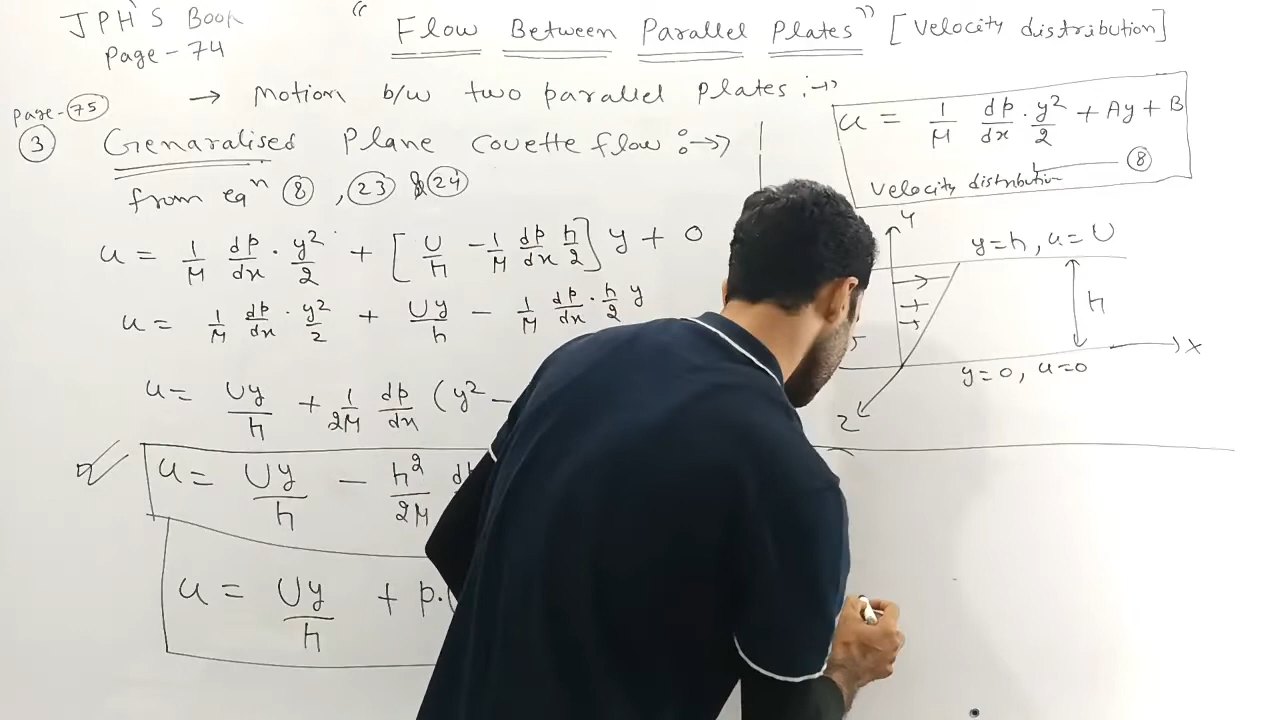 JPH'S Book
Page - 74
" Flow Between Parallel Plates " [Velocity distribution]
→ Motion b/w two parallel Plates :→
Page - 75
3 Genaralised Plane couette flow :→
from eqⁿ 8 , 23 & 24
u = 1/μ dp/dx · y²/2 + [ U/h - 1/μ dp/dx h/2 ] y + 0
u = 1/μ dp/dx · y²/2 + Uy/h - 1/μ dp/dx · h/2 y
u = Uy/h + 1/2μ dp/dx ( y² -
u = Uy/h - h²/2μ
u = Uy/h + p.
u = 1/μ dp/dx · y²/2 + Ay + B
Velocity distribution 8
y
y=h, u=U
h
x
y=0, u=0
z